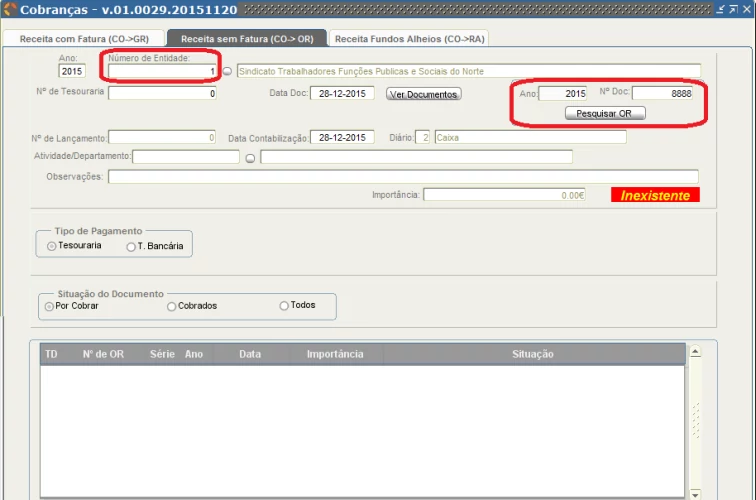 Cobranças - v.01.0029.20151120
Receita com Fatura (CO->GR) Receita sem Fatura (CO-> OR) Receita Fundos Alheios (CO->RA)
Ano: Número de Entidade:
2015 1 Sindicato Trabalhadores Funções Publicas e Sociais do Norte
Nº de Tesouraria 0 Data Doc: 28-12-2015 Ver Documentos Ano: 2015 Nº Doc: 8888
Pesquisar OR
Nº de Lançamento: 0 Data Contabilização: 28-12-2015 Diário: 2 Caixa
Atividade/Departamento:
Observações:
Importância: 0.00€ Inexistente
Tipo de Pagamento
Tesouraria T. Bancária
Situação do Documento
Por Cobrar Cobrados Todos
TD Nº de OR Série Ano Data Importância Situação